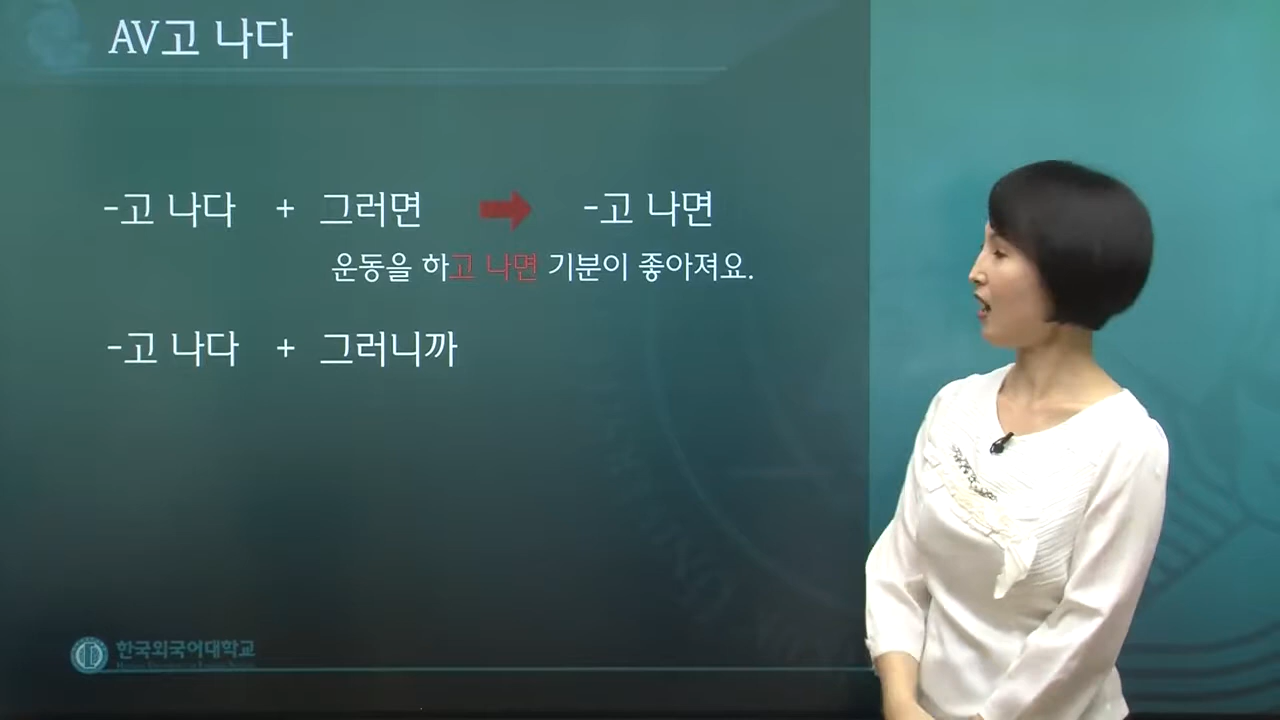 AV고 나다
-고 나다 + 그러면 → -고 나면
운동을 하고 나면 기분이 좋아져요.
-고 나다 + 그러니까
한국외국어대학교